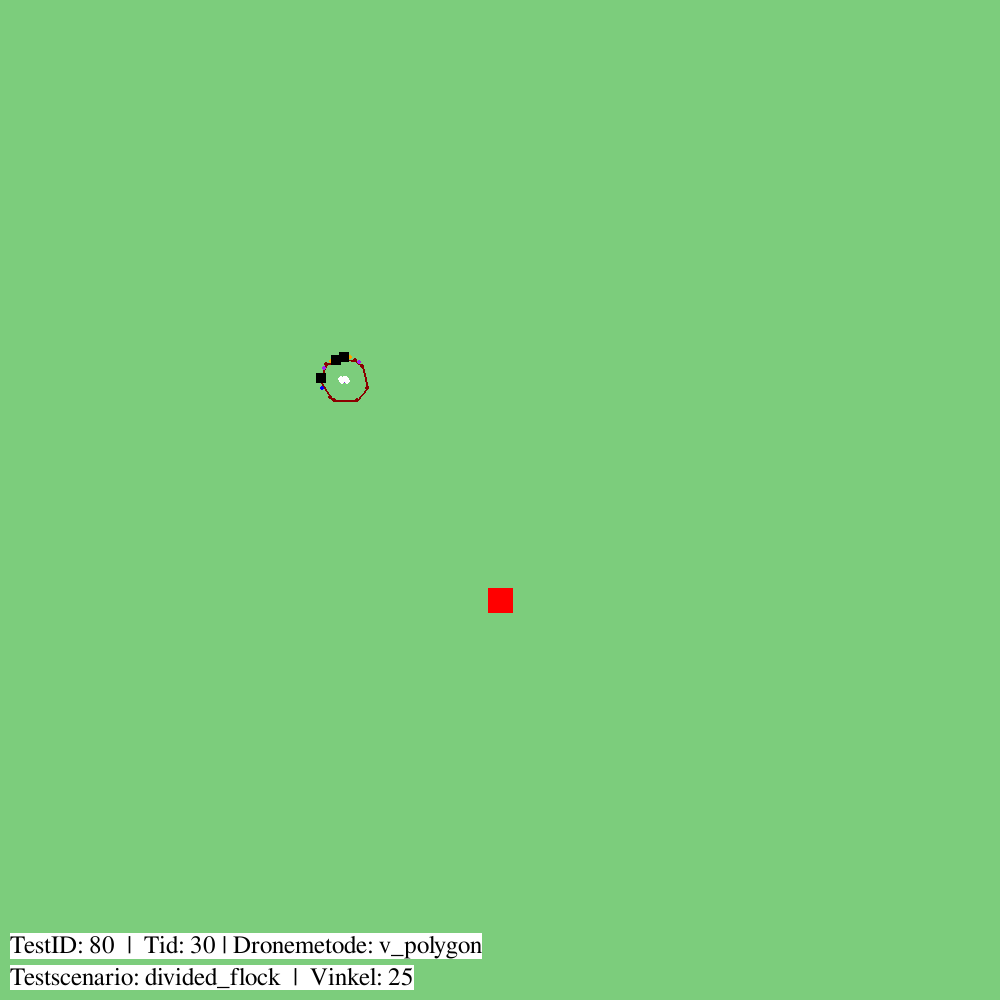 TestID: 80 | Tid: 30 | Dronemetode: v_polygon
Testscenario: divided_flock | Vinkel: 25